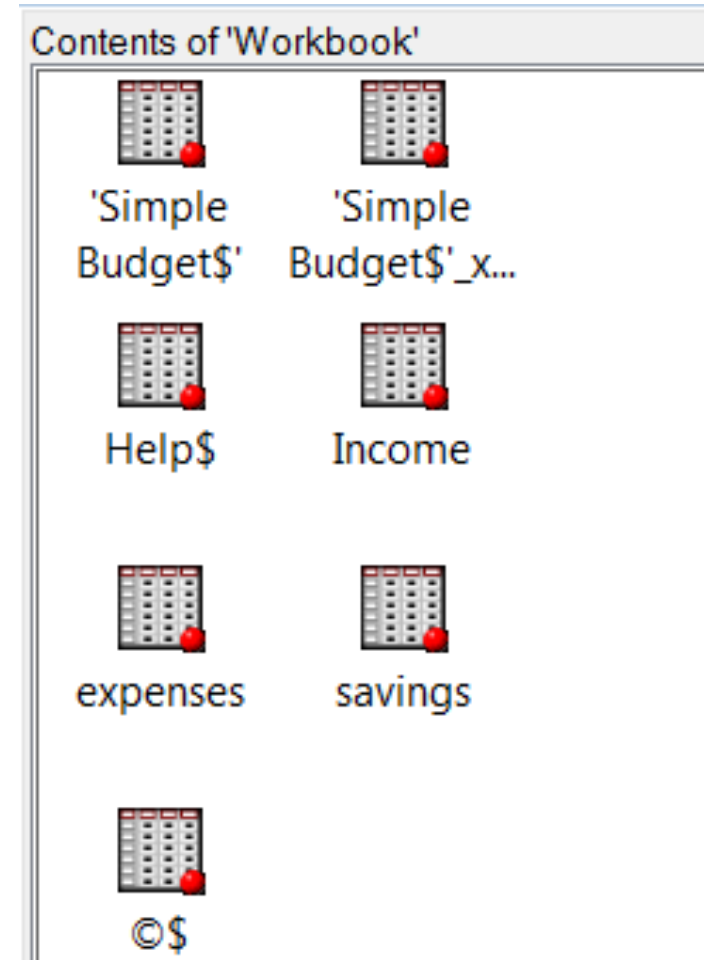 Contents of 'Workbook'
'Simple
Budget$'
'Simple
Budget$'_x...
Help$
Income
expenses
savings
©$